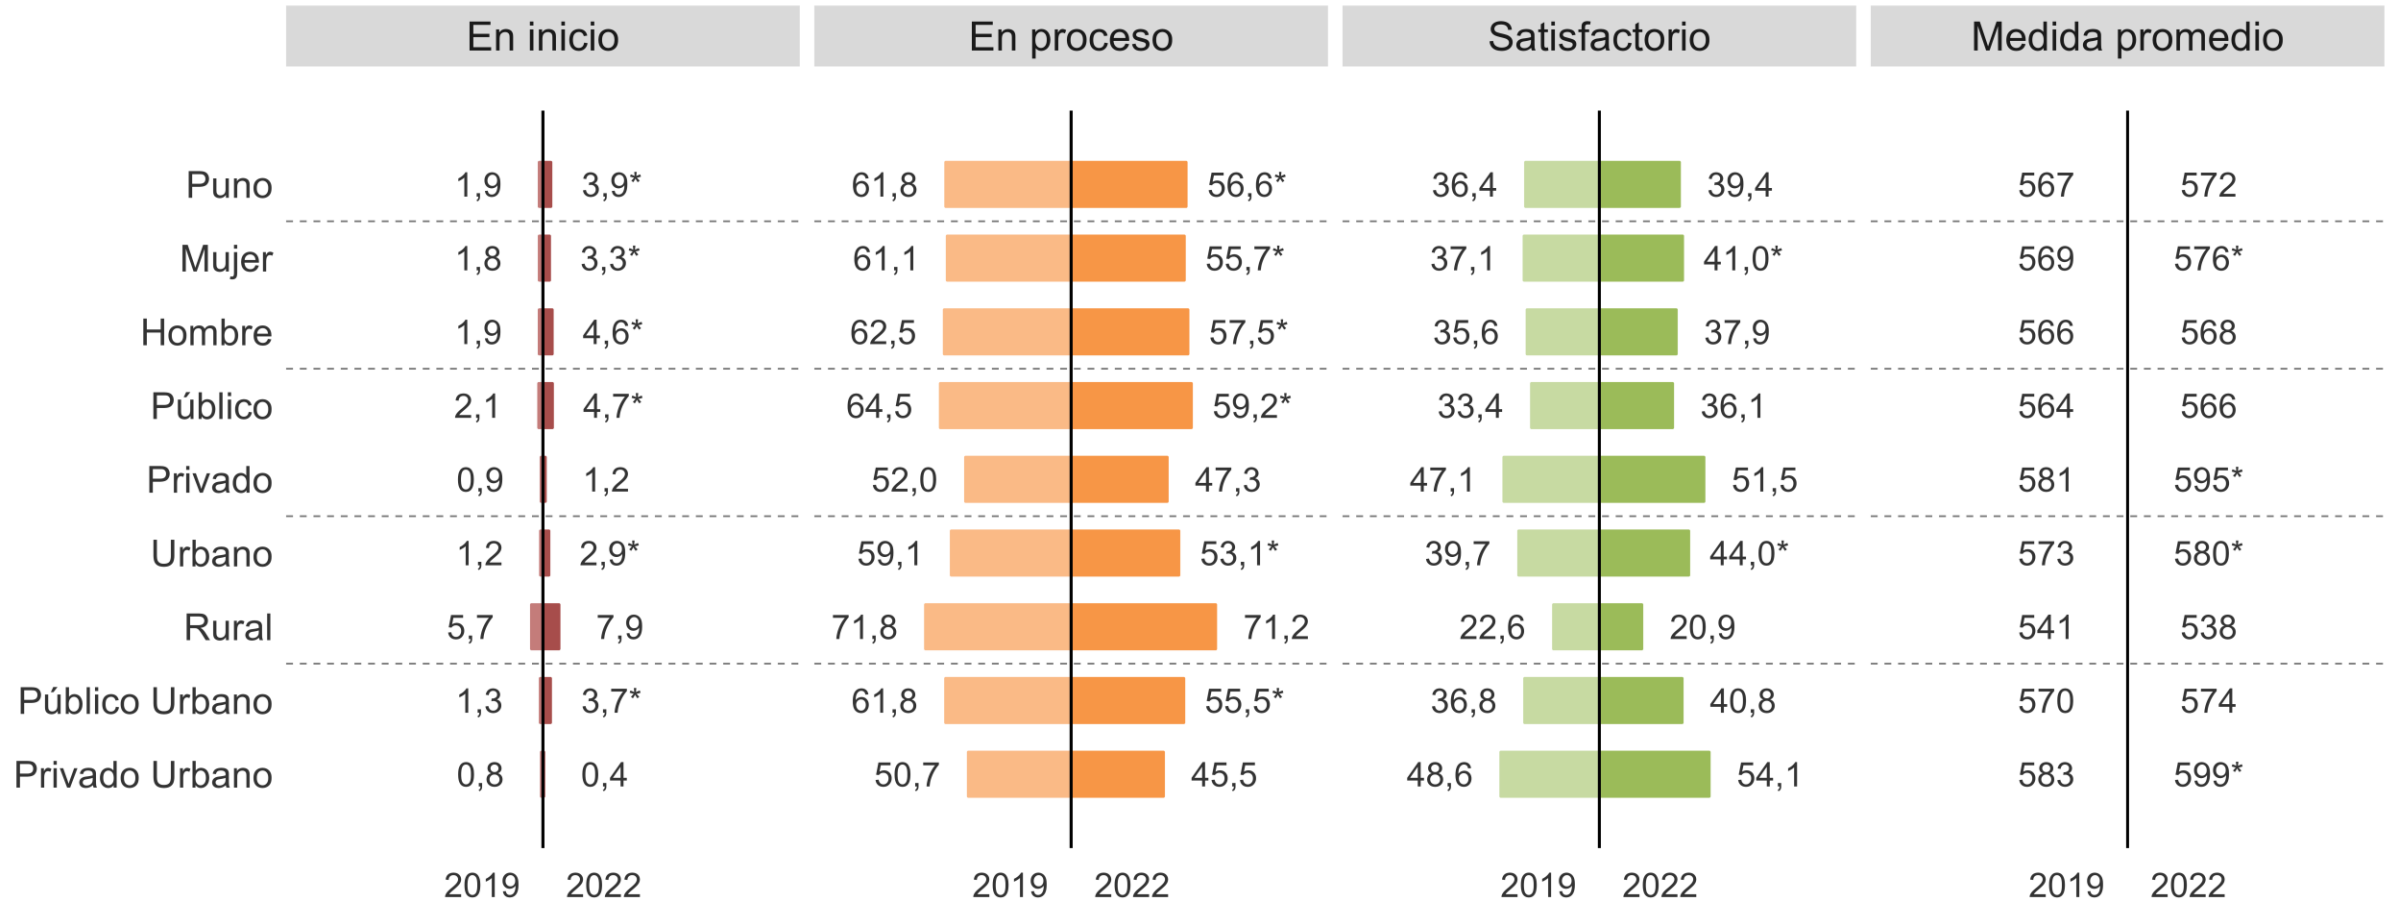 En inicio En proceso Satisfactorio Medida promedio
Puno 1,9 3,9* 61,8 56,6* 36,4 39,4 567 572
Mujer 1,8 3,3* 61,1 55,7* 37,1 41,0* 569 576*
Hombre 1,9 4,6* 62,5 57,5* 35,6 37,9 566 568
Público 2,1 4,7* 64,5 59,2* 33,4 36,1 564 566
Privado 0,9 1,2 52,0 47,3 47,1 51,5 581 595*
Urbano 1,2 2,9* 59,1 53,1* 39,7 44,0* 573 580*
Rural 5,7 7,9 71,8 71,2 22,6 20,9 541 538
Público Urbano 1,3 3,7* 61,8 55,5* 36,8 40,8 570 574
Privado Urbano 0,8 0,4 50,7 45,5 48,6 54,1 583 599*
2019 2022 2019 2022 2019 2022 2019 2022